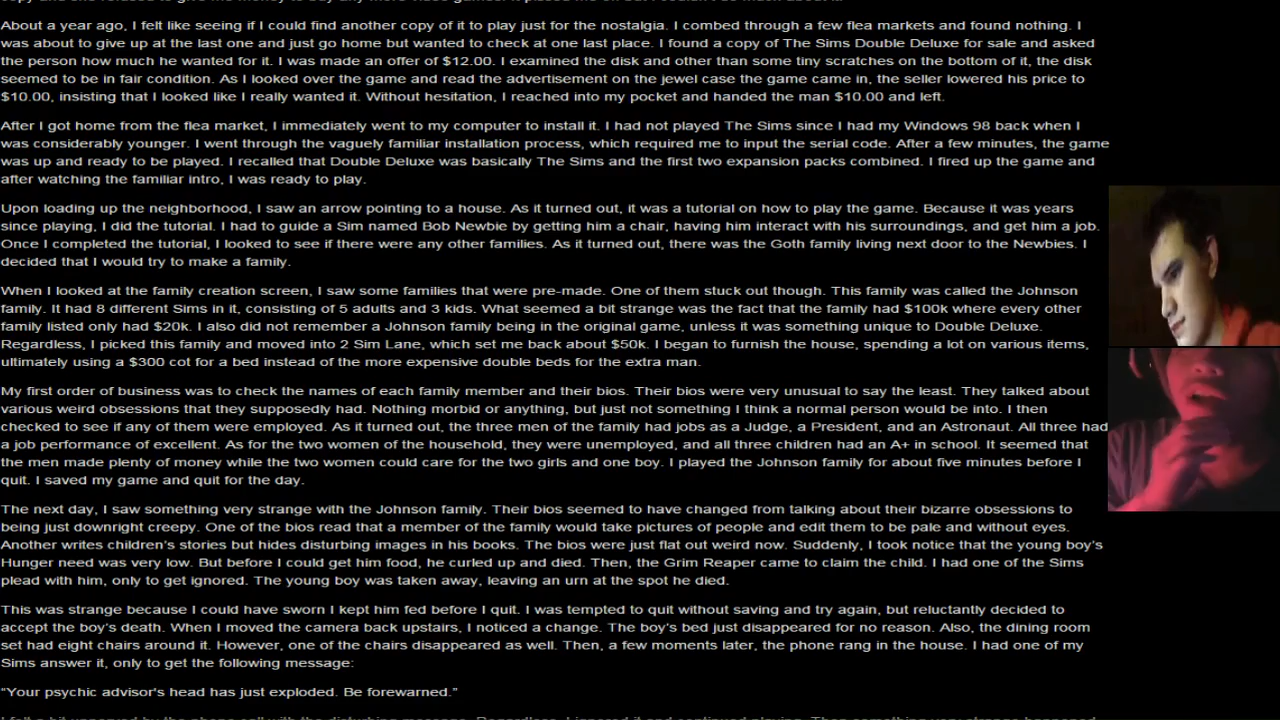 About a year ago, I felt like seeing if I could find another copy of it to play just for the nostalgia. I combed through a few flea markets and found nothing. I
was about to give up at the last one and just go home but wanted to check at one last place. I found a copy of The Sims Double Deluxe for sale and asked
the person how much he wanted for it. I was made an offer of $12.00. I examined the disk and other than some tiny scratches on the bottom of it, the disk
seemed to be in fair condition. As I looked over the game and read the advertisement on the jewel case the game came in, the seller lowered his price to
$10.00, insisting that I looked like I really wanted it. Without hesitation, I reached into my pocket and handed the man $10.00 and left.
After I got home from the flea market, I immediately went to my computer to install it. I had not played The Sims since I had my Windows 98 back when I
was considerably younger. I went through the vaguely familiar installation process, which required me to input the serial code. After a few minutes, the game
was up and ready to be played. I recalled that Double Deluxe was basically The Sims and the first two expansion packs combined. I fired up the game and
after watching the familiar intro, I was ready to play.
Upon loading up the neighborhood, I saw an arrow pointing to a house. As it turned out, it was a tutorial on how to play the game. Because it was years
since playing, I did the tutorial. I had to guide a Sim named Bob Newbie by getting him a chair, having him interact with his surroundings, and get him a job.
Once I completed the tutorial, I looked to see if there were any other families. As it turned out, there was the Goth family living next door to the Newbies. I
decided that I would try to make a family.
When I looked at the family creation screen, I saw some families that were pre-made. One of them stuck out though. This family was called the Johnson
family. It had 8 different Sims in it, consisting of 5 adults and 3 kids. What seemed a bit strange was the fact that the family had $100k where every other
family listed only had $20k. I also did not remember a Johnson family being in the original game, unless it was something unique to Double Deluxe.
Regardless, I picked this family and moved into 2 Sim Lane, which set me back about $50k. I began to furnish the house, spending a lot on various items,
ultimately using a $300 cot for a bed instead of the more expensive double beds for the extra man.
My first order of business was to check the names of each family member and their bios. Their bios were very unusual to say the least. They talked about
various weird obsessions that they supposedly had. Nothing morbid or anything, but just not something I think a normal person would be into. I then
checked to see if any of them were employed. As it turned out, the three men of the family had jobs as a Judge, a President, and an Astronaut. All three had
a job performance of excellent. As for the two women of the household, they were unemployed, and all three children had an A+ in school. It seemed that
the men made plenty of money while the two women could care for the two girls and one boy. I played the Johnson family for about five minutes before I
quit. I saved my game and quit for the day.
The next day, I saw something very strange with the Johnson family. Their bios seemed to have changed from talking about their bizarre obsessions to
being just downright creepy. One of the bios read that a member of the family would take pictures of people and edit them to be pale and without eyes.
Another writes children's stories but hides disturbing images in his books. The bios were just flat out weird now. Suddenly, I took notice that the young boy's
Hunger need was very low. But before I could get him food, he curled up and died. Then, the Grim Reaper came to claim the child. I had one of the Sims
plead with him, only to get ignored. The young boy was taken away, leaving an urn at the spot he died.
This was strange because I could have sworn I kept him fed before I quit. I was tempted to quit without saving and try again, but reluctantly decided to
accept the boy's death. When I moved the camera back upstairs, I noticed a change. The boy's bed just disappeared for no reason. Also, the dining room
set had eight chairs around it. However, one of the chairs disappeared as well. Then, a few moments later, the phone rang in the house. I had one of my
Sims answer it, only to get the following message:
"Your psychic advisor's head has just exploded. Be forewarned."